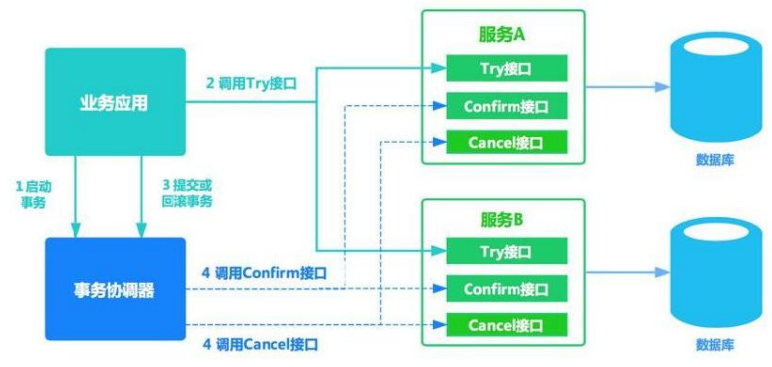 服务A
Try接口
2 调用Try接口
业务应用
Confirm接口
Cancel接口
数据库
1 启动
事务
3 提交或
回滚事务
服务B
Try接口
4 调用Confirm接口
事务协调器
Confirm接口
Cancel接口
4 调用Cancel接口
数据库